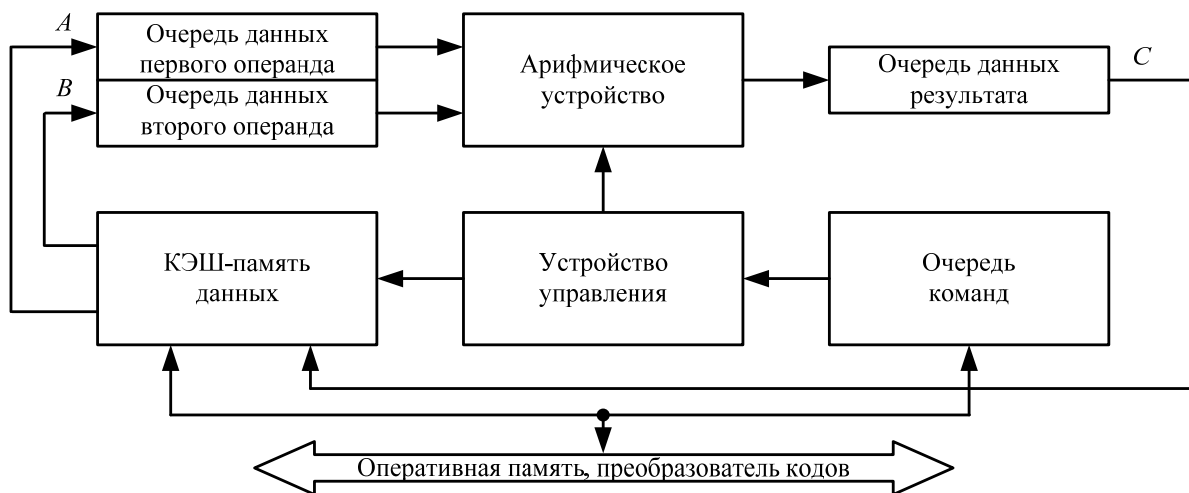 A
Очередь данных
первого операнда
B
Очередь данных
второго операнда
Арифмическое
устройство
Очередь данных
результата
C
КЭШ-память
данных
Устройство
управления
Очередь
команд
Оперативная память, преобразователь кодов